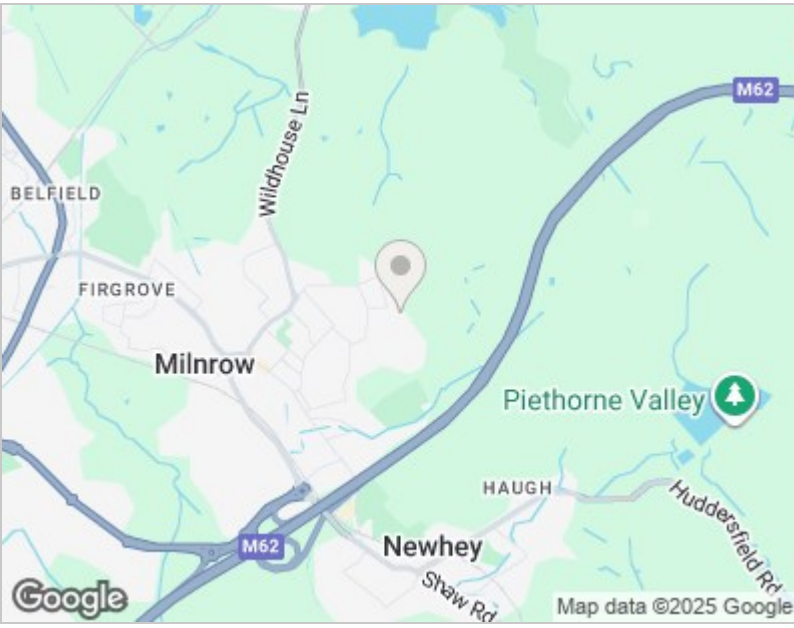 M62
Wildhouse Ln
BELFIELD
FIRGROVE
Milnrow
Piethorne Valley
HAUGH
Huddersfield Rd
M62
Newhey
Shaw Rd
Google
Map data ©2025 Google